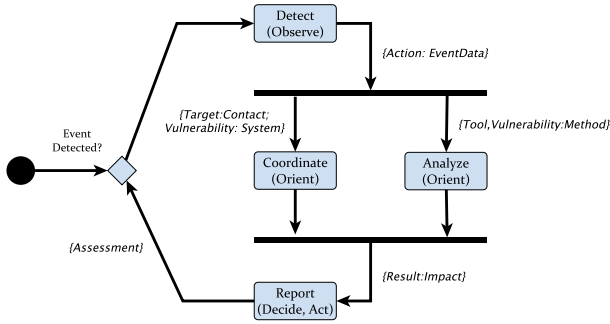 Detect
(Observe)
{Action: EventData}
{Target:Contact;
Vulnerability: System}
{Tool,Vulnerability:Method}
Event
Detected?
Coordinate
(Orient)
Analyze
(Orient)
{Assessment}
{Result:Impact}
Report
(Decide, Act)